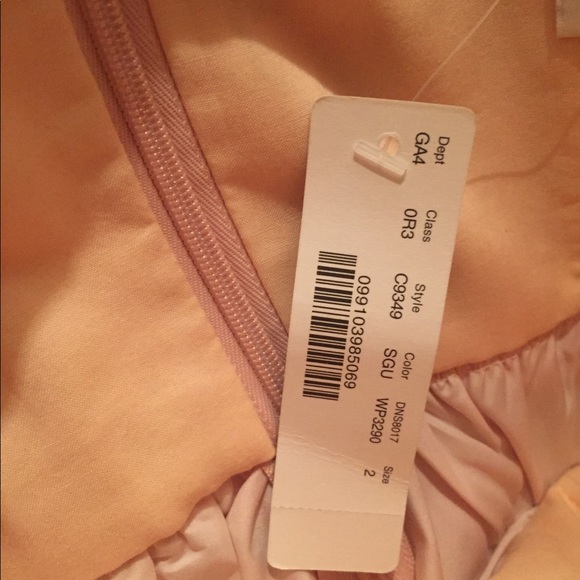 Dept Class Style Color DNS8017 Size
GA4 0R3 C9349 SGU WP3290 2
099103985069